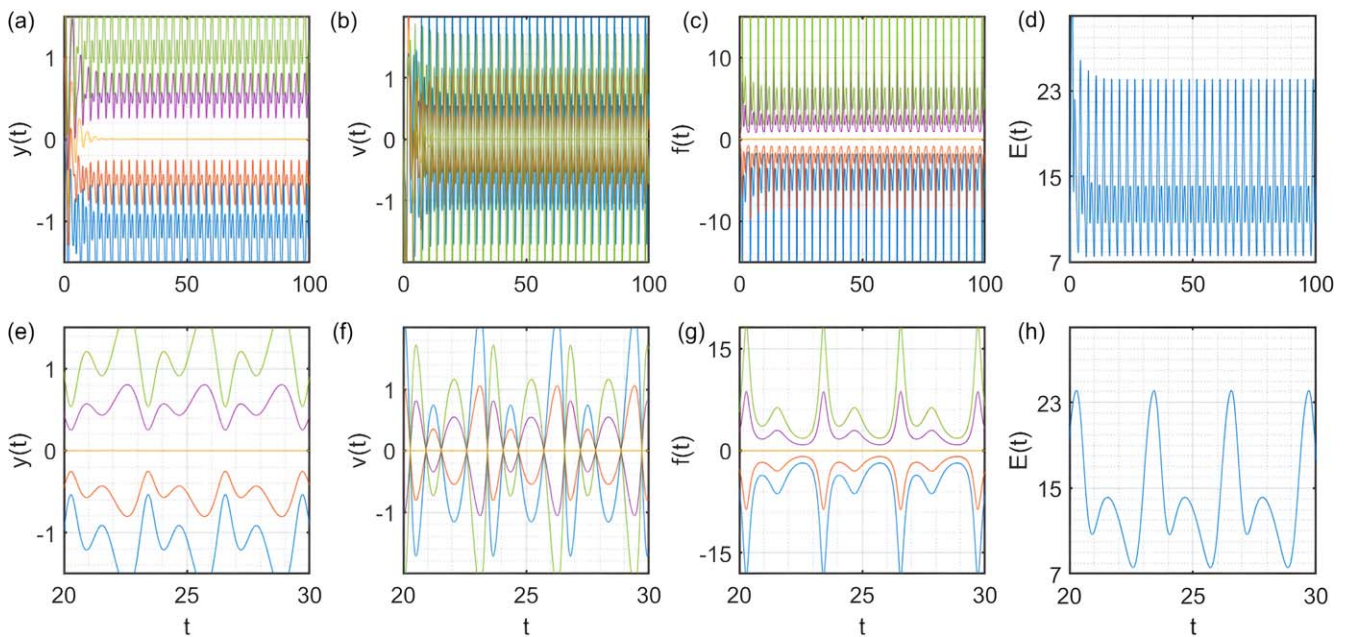 (a) (b) (c) (d)
y(t) 1 0 -1
0 50 100
v(t) 1 0 -1
0 50 100
f(t) 10 0 -10
0 50 100
E(t) 23 15 7
0 50 100
(e) (f) (g) (h)
y(t) 1 0 -1
20 25 30
t
v(t) 1 0 -1
20 25 30
t
f(t) 15 0 -15
20 25 30
t
E(t) 23 15 7
20 25 30
t